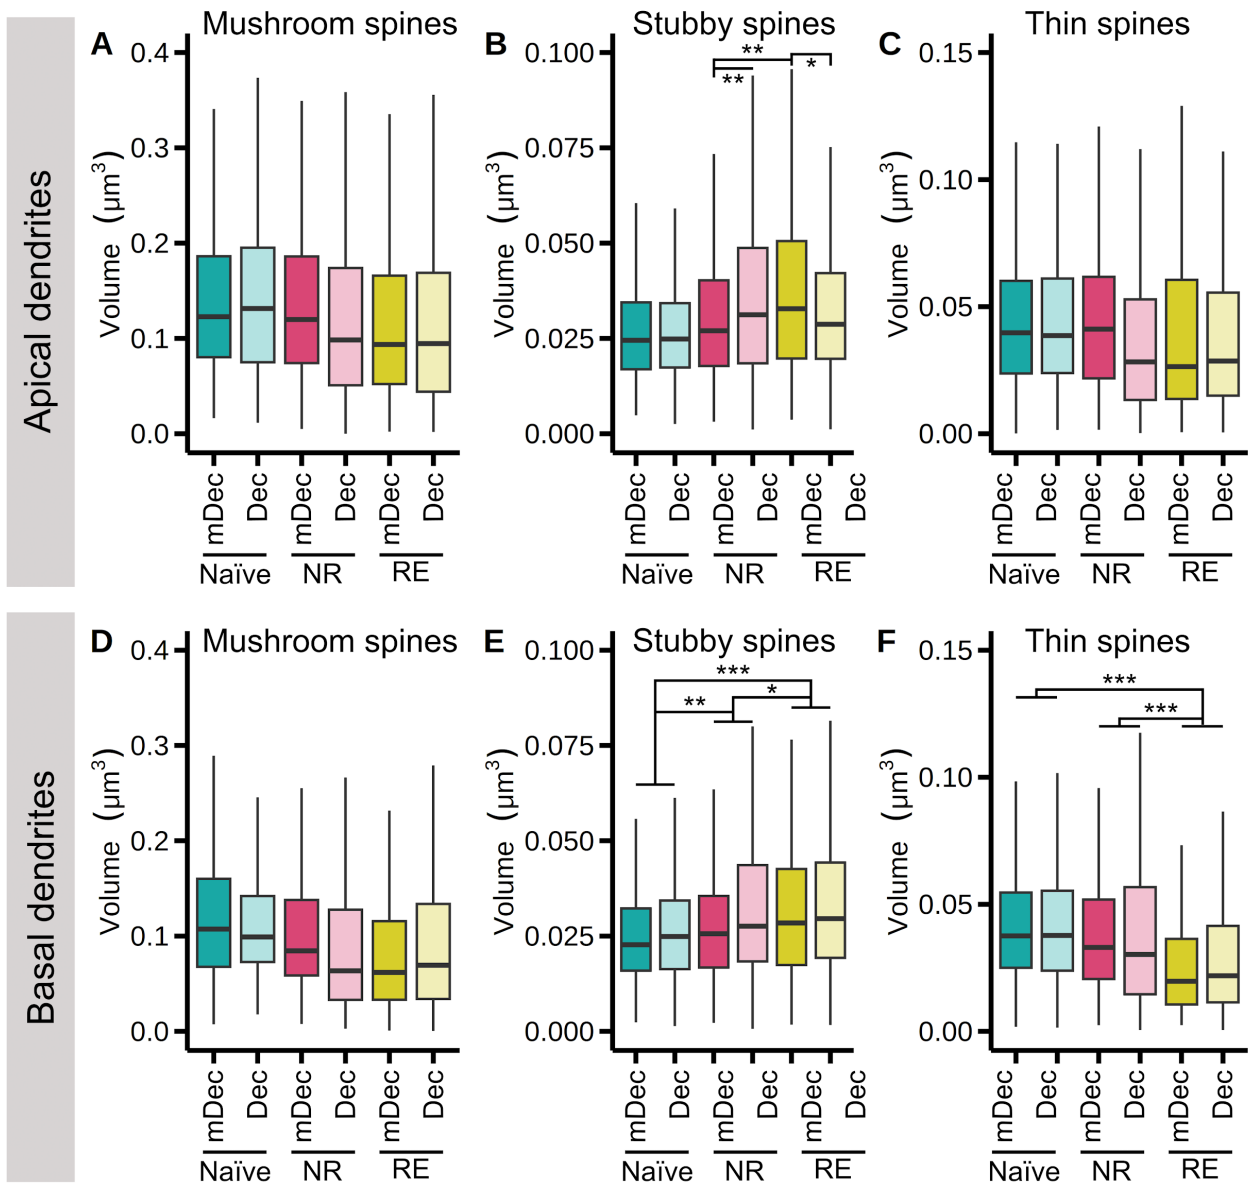 Apical dendrites
A Mushroom spines
Volume (μm³)
0.4
0.3
0.2
0.1
0.0
mDec Dec mDec Dec mDec Dec
Naïve NR RE
B Stubby spines
Volume (μm³)
0.100
0.075
0.050
0.025
0.000
**
**
*
mDec Dec mDec Dec mDec Dec
Naïve NR RE
C Thin spines
Volume (μm³)
0.15
0.10
0.05
0.00
mDec Dec mDec Dec mDec Dec
Naïve NR RE
Basal dendrites
D Mushroom spines
Volume (μm³)
0.4
0.3
0.2
0.1
0.0
mDec Dec mDec Dec mDec Dec
Naïve NR RE
E Stubby spines
Volume (μm³)
0.100
0.075
0.050
0.025
0.000
***
**
*
mDec Dec mDec Dec mDec Dec
Naïve NR RE
F Thin spines
Volume (μm³)
0.15
0.10
0.05
0.00
***
***
mDec Dec mDec Dec mDec Dec
Naïve NR RE